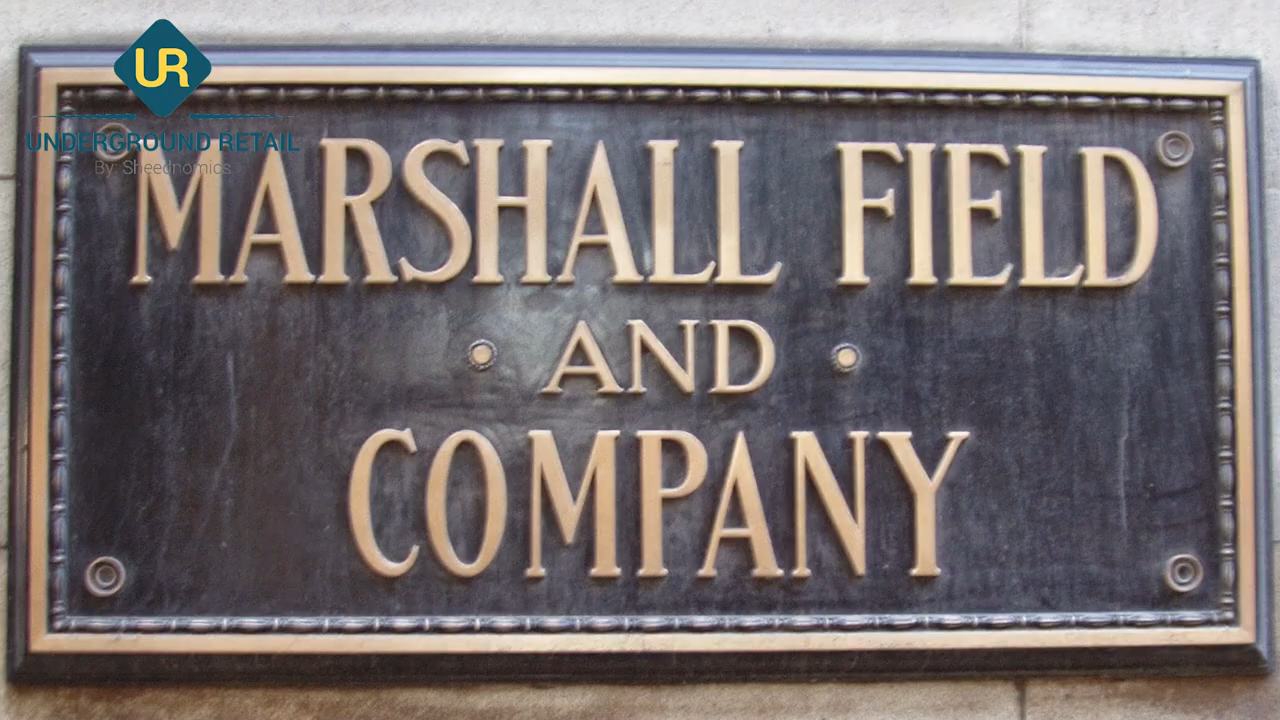 UR
UNDERGROUND RETAIL
By: Sheednomics
MARSHALL FIELD
AND
COMPANY